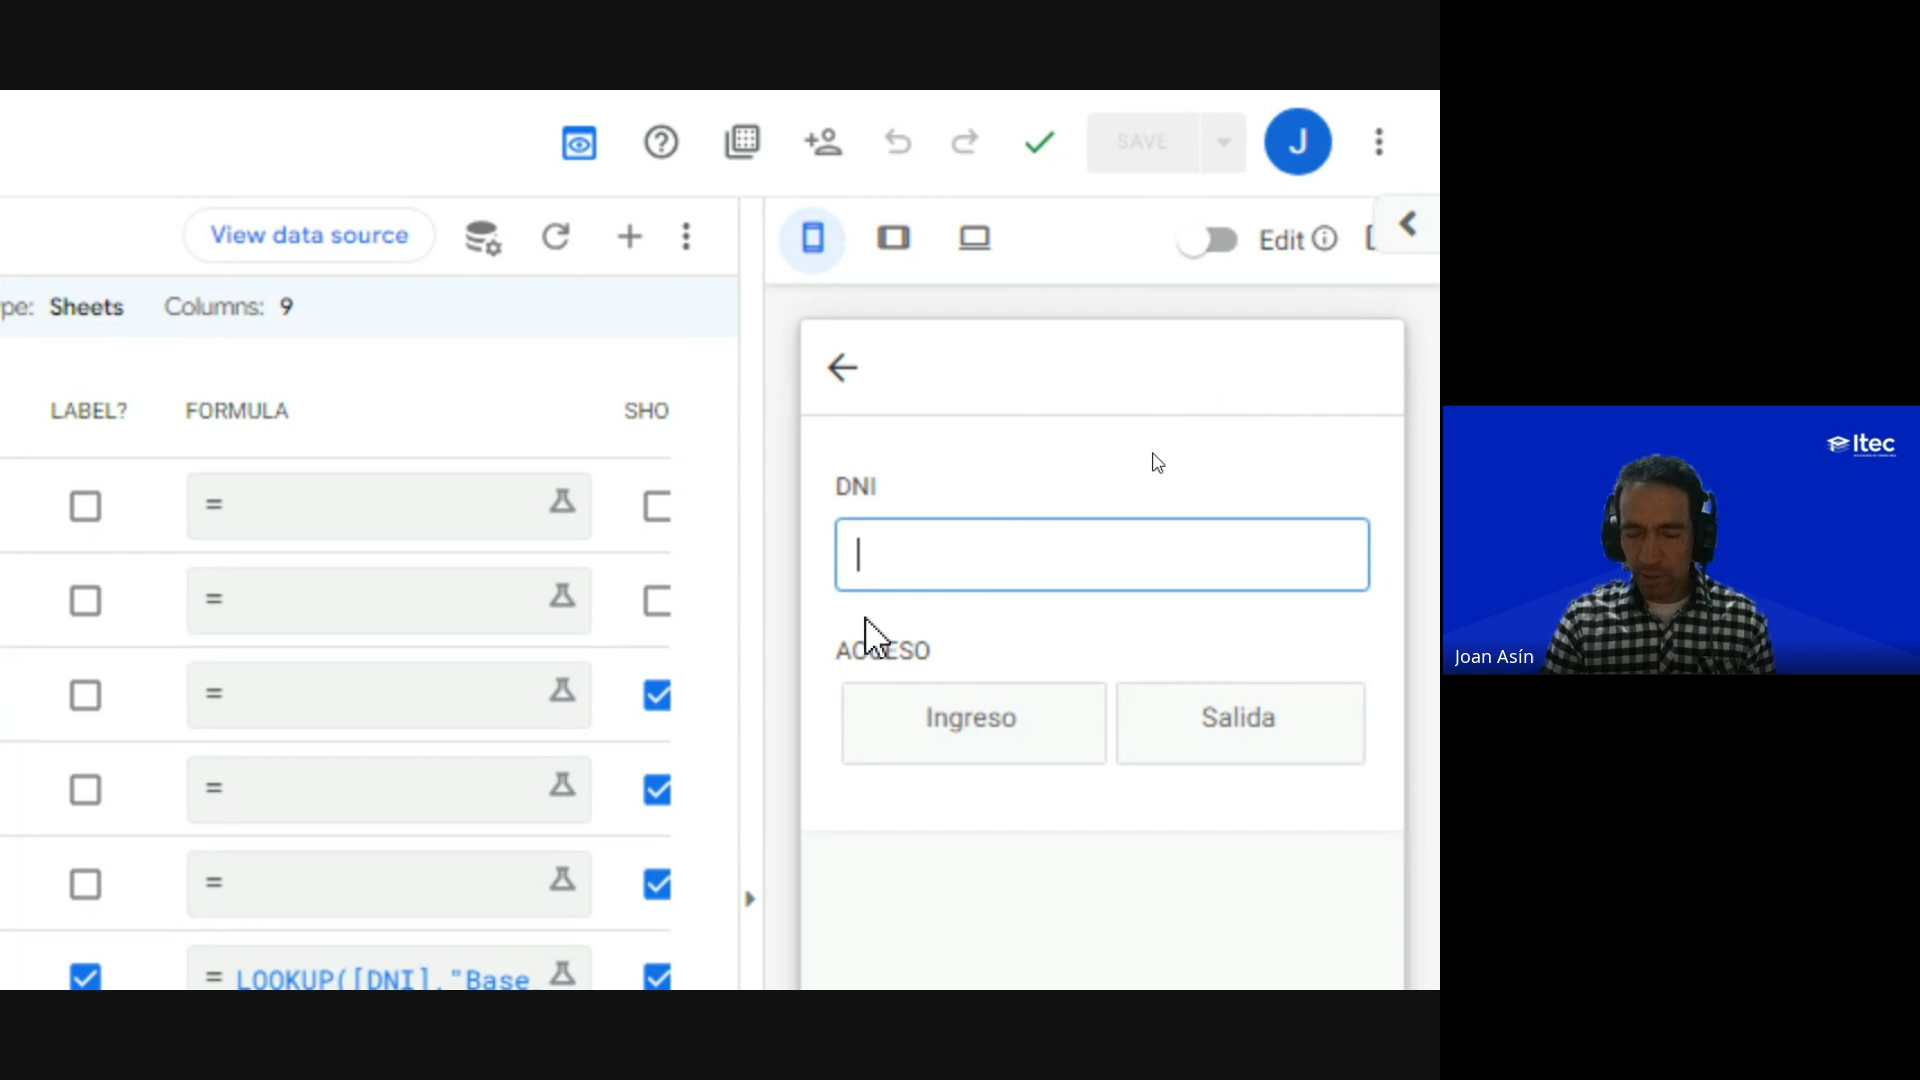 SAVE
J
View data source
Edit
pe: Sheets Columns: 9
LABEL? FORMULA SHO
=
=
=
=
=
= LOOKUP([DNI],"Base_
DNI
ACCESO
Ingreso Salida
Itec
Joan Asín